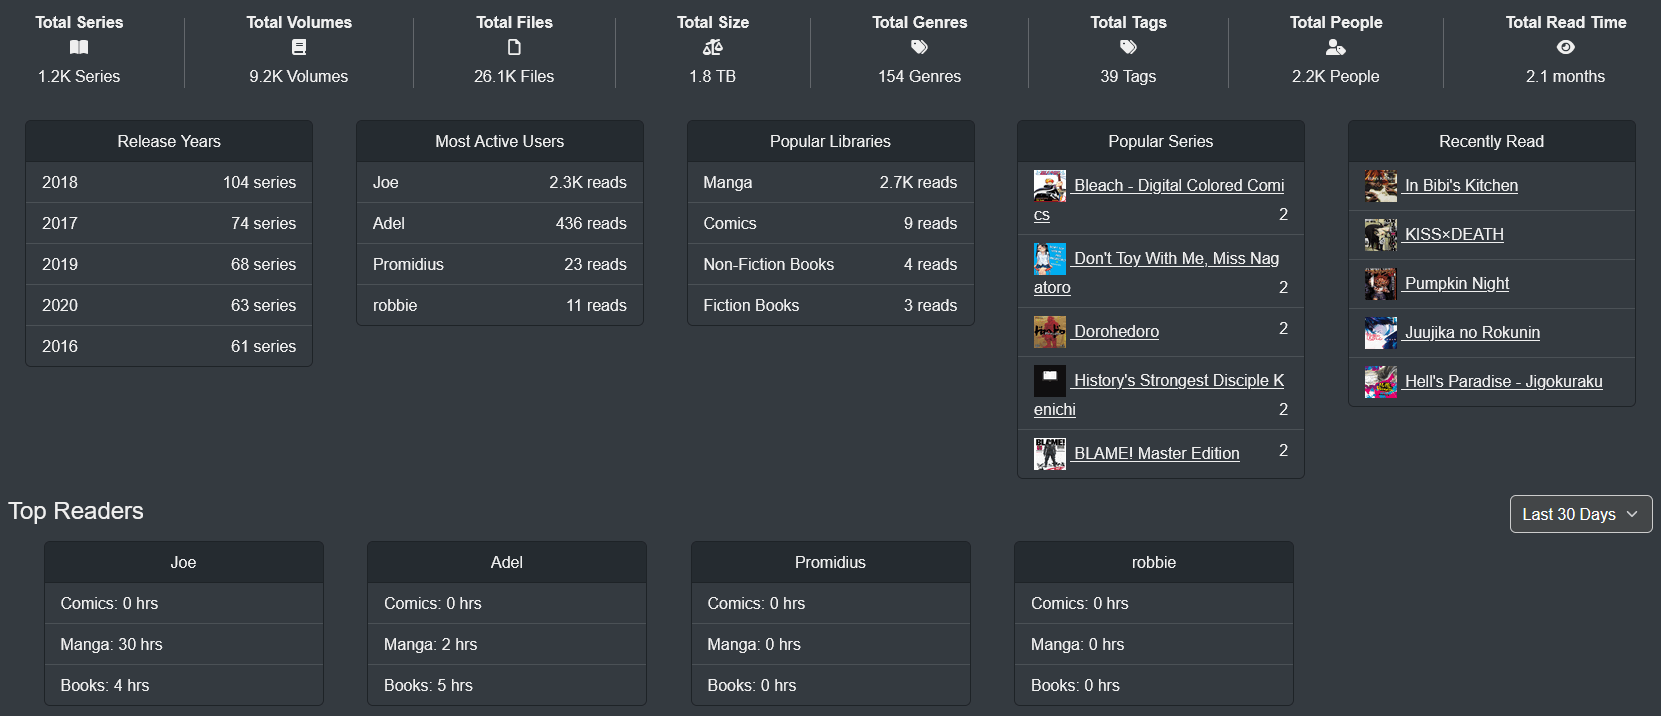 Total Series
1.2K Series
Total Volumes
9.2K Volumes
Total Files
26.1K Files
Total Size
1.8 TB
Total Genres
154 Genres
Total Tags
39 Tags
Total People
2.2K People
Total Read Time
2.1 months
Release Years
2018 104 series
2017 74 series
2019 68 series
2020 63 series
2016 61 series
Most Active Users
Joe 2.3K reads
Adel 436 reads
Promidius 23 reads
robbie 11 reads
Popular Libraries
Manga 2.7K reads
Comics 9 reads
Non-Fiction Books 4 reads
Fiction Books 3 reads
Popular Series
Bleach - Digital Colored Comi
cs 2
Don't Toy With Me, Miss Nag
atoro 2
Dorohedoro 2
History's Strongest Disciple K
enichi 2
BLAME!
BLAME! Master Edition 2
Recently Read
In Bibi's Kitchen
KISS×DEATH
Pumpkin Night
Juujika no Rokunin
Hell's Paradise - Jigokuraku
Top Readers
Last 30 Days
Joe
Comics: 0 hrs
Manga: 30 hrs
Books: 4 hrs
Adel
Comics: 0 hrs
Manga: 2 hrs
Books: 5 hrs
Promidius
Comics: 0 hrs
Manga: 0 hrs
Books: 0 hrs
robbie
Comics: 0 hrs
Manga: 0 hrs
Books: 0 hrs